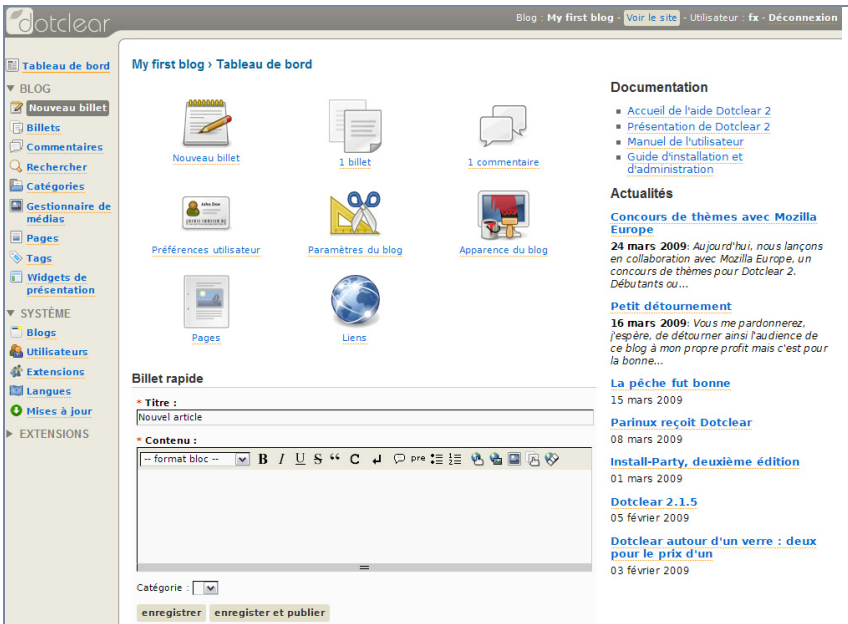 dotclear
Blog : My first blog - Voir le site - Utilisateur : fx - Déconnexion
Tableau de bord
BLOG
Nouveau billet
Billets
Commentaires
Rechercher
Catégories
Gestionnaire de
médias
Pages
Tags
Widgets de
présentation
SYSTÈME
Blogs
Utilisateurs
Extensions
Langues
Mises à jour
EXTENSIONS
My first blog › Tableau de bord
Nouveau billet
1 billet
1 commentaire
John Doe
Préférences utilisateur
Paramètres du blog
Apparence du blog
Pages
Liens
Billet rapide
* Titre :
Nouvel article
* Contenu :
-- format bloc --
B I U S “ C pre
Catégorie :
enregistrer
enregister et publier
Documentation
Accueil de l'aide Dotclear 2
Présentation de Dotclear 2
Manuel de l'utilisateur
Guide d'installation et
d'administration
Actualités
Concours de thèmes avec Mozilla
Europe
24 mars 2009: Aujourd'hui, nous lançons
en collaboration avec Mozilla Europe, un
concours de thèmes pour Dotclear 2.
Débutants ou...
Petit détournement
16 mars 2009: Vous me pardonnerez,
j'espère, de détourner ainsi l'audience de
ce blog à mon propre profit mais c'est pour
la bonne...
La pêche fut bonne
15 mars 2009
Parinux reçoit Dotclear
08 mars 2009
Install-Party, deuxième édition
01 mars 2009
Dotclear 2.1.5
05 février 2009
Dotclear autour d'un verre : deux
pour le prix d'un
03 février 2009